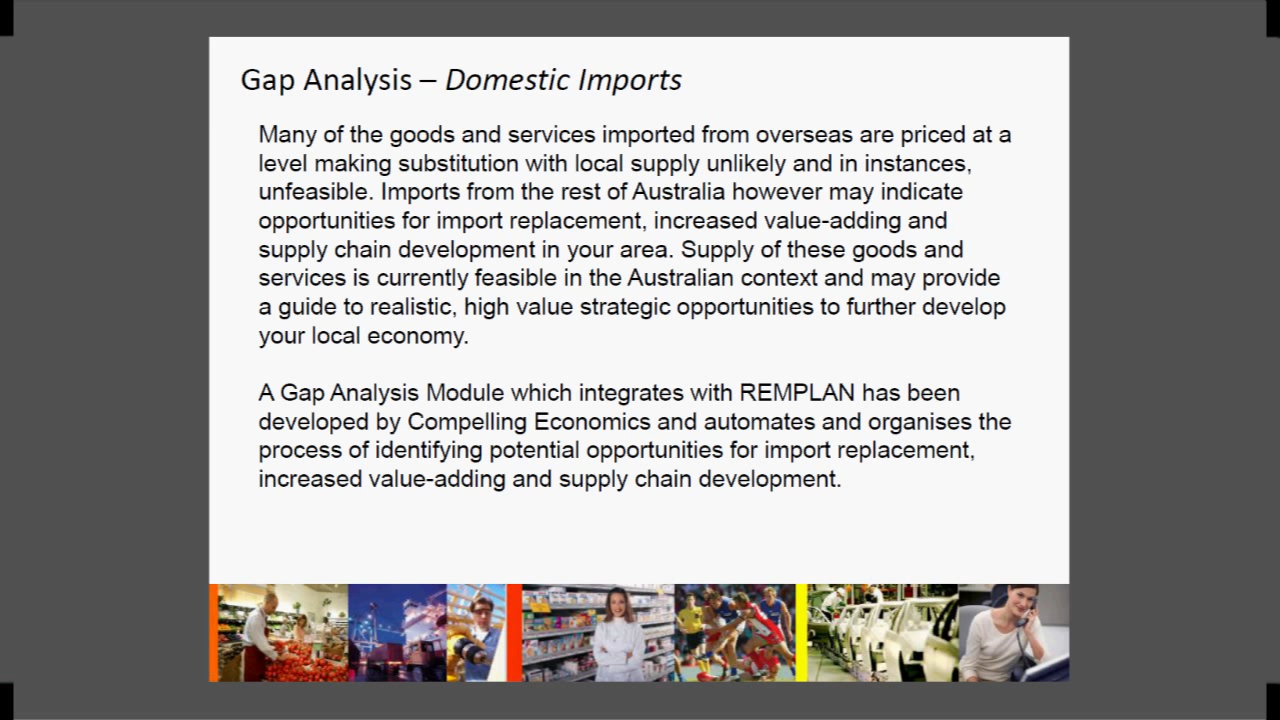 Gap Analysis – Domestic Imports
Many of the goods and services imported from overseas are priced at a
level making substitution with local supply unlikely and in instances,
unfeasible. Imports from the rest of Australia however may indicate
opportunities for import replacement, increased value-adding and
supply chain development in your area. Supply of these goods and
services is currently feasible in the Australian context and may provide
a guide to realistic, high value strategic opportunities to further develop
your local economy.
A Gap Analysis Module which integrates with REMPLAN has been
developed by Compelling Economics and automates and organises the
process of identifying potential opportunities for import replacement,
increased value-adding and supply chain development.